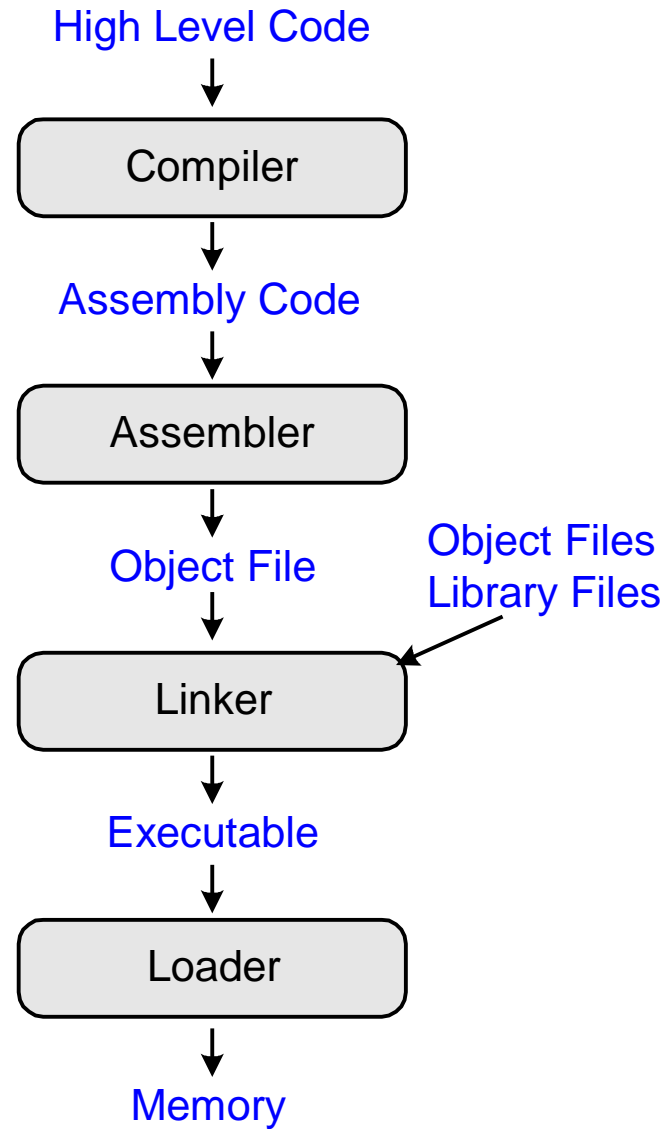 High Level Code
Compiler
Assembly Code
Assembler
Object File
Object Files
Library Files
Linker
Executable
Loader
Memory